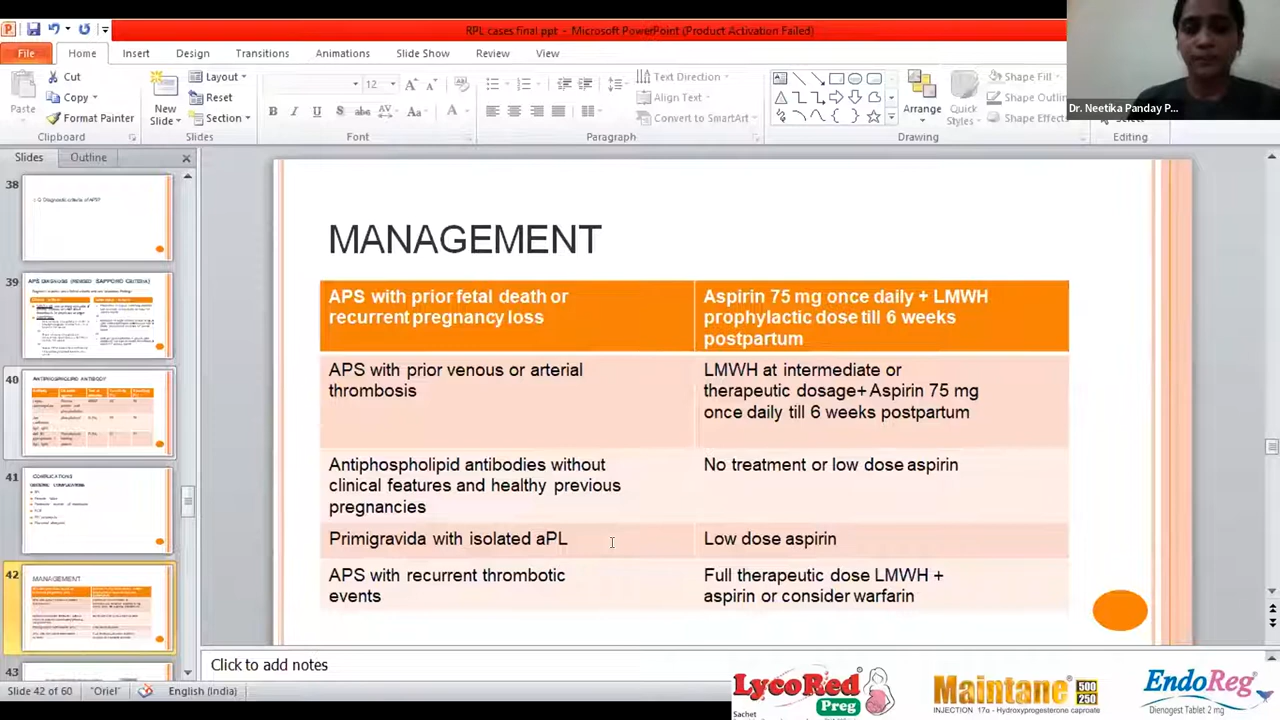 RPL cases final.ppt - Microsoft PowerPoint (Product Activation Failed)
File Home Insert Design Transitions Animations Slide Show Review View
Cut
Copy
Format Painter
Paste
Clipboard
New
Slide
Layout
Reset
Section
Slides
12
Font
Text Direction
Align Text
Convert to SmartArt
Paragraph
Arrange
Quick
Styles
Shape Fill
Shape Outline
Shape Effects
Drawing
Select
Editing
Dr. Neetika Panday P...
Slides Outline
38
39
40
ANTIPHOSPHOLIPID ANTIBODY
41
COMPLICATIONS
42
MANAGEMENT
43
MANAGEMENT
APS with prior fetal death or
recurrent pregnancy loss
Aspirin 75 mg once daily + LMWH
prophylactic dose till 6 weeks
postpartum
APS with prior venous or arterial
thrombosis
LMWH at intermediate or
therapeutic dosage+ Aspirin 75 mg
once daily till 6 weeks postpartum
Antiphospholipid antibodies without
clinical features and healthy previous
pregnancies
No treatment or low dose aspirin
Primigravida with isolated aPL
Low dose aspirin
APS with recurrent thrombotic
events
Full therapeutic dose LMWH +
aspirin or consider warfarin
Click to add notes
Slide 42 of 60 "Oriel" English (India)
LycoRed
Preg
Sachet
Maintane 500 250
INJECTION 17α - Hydroxyprogesterone caproate
EndoReg
Dienogest Tablet 2 mg